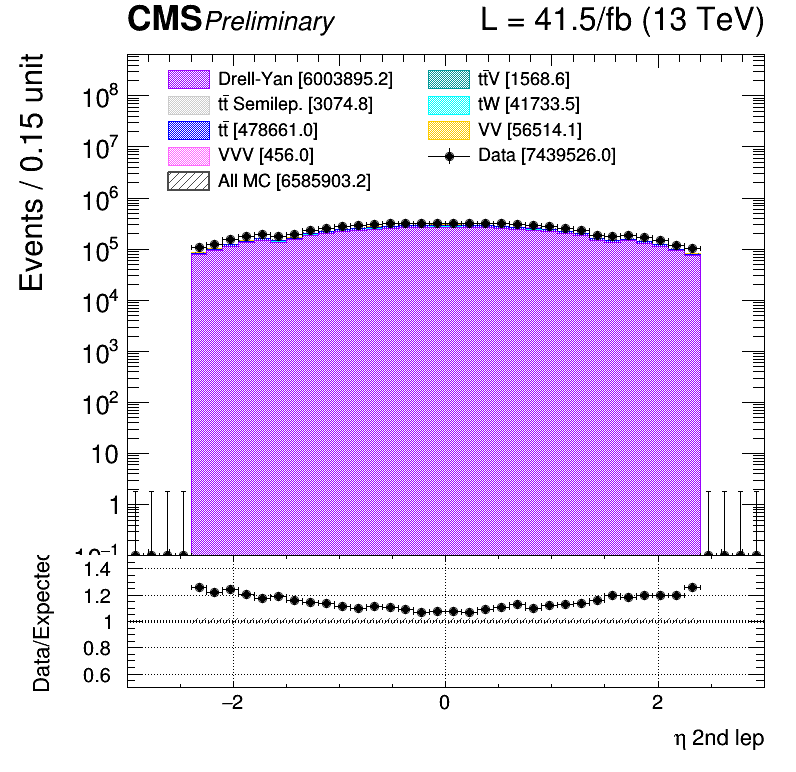 CMS Preliminary L = 41.5/fb (13 TeV)
Drell-Yan [6003895.2] tt̄V [1568.6]
tt̄ Semilep. [3074.8] tW [41733.5]
tt̄ [478661.0] VV [56514.1]
VVV [456.0] Data [7439526.0]
All MC [6585903.2]
Events / 0.15 unit
10⁸
10⁷
10⁶
10⁵
10⁴
10³
10²
10
1
10⁻¹
Data/Expected
1.4
1.2
1
0.8
0.6
−2 0 2
η 2nd lep